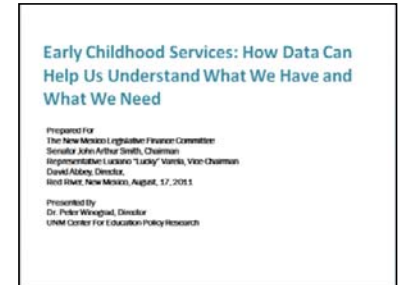 Early Childhood Services: How Data Can
Help Us Understand What We Have and
What We Need
Prepared For
The New Mexico Legislative Finance Committee
Senator John Arthur Smith, Chairman
Representative Luciano "Lucky" Varela, Vice-Chairman
David Abbey, Director,
Red River, New Mexico, August, 17, 2011
Presented By
Dr. Peter Winograd, Director
UNM Center For Education Policy Research